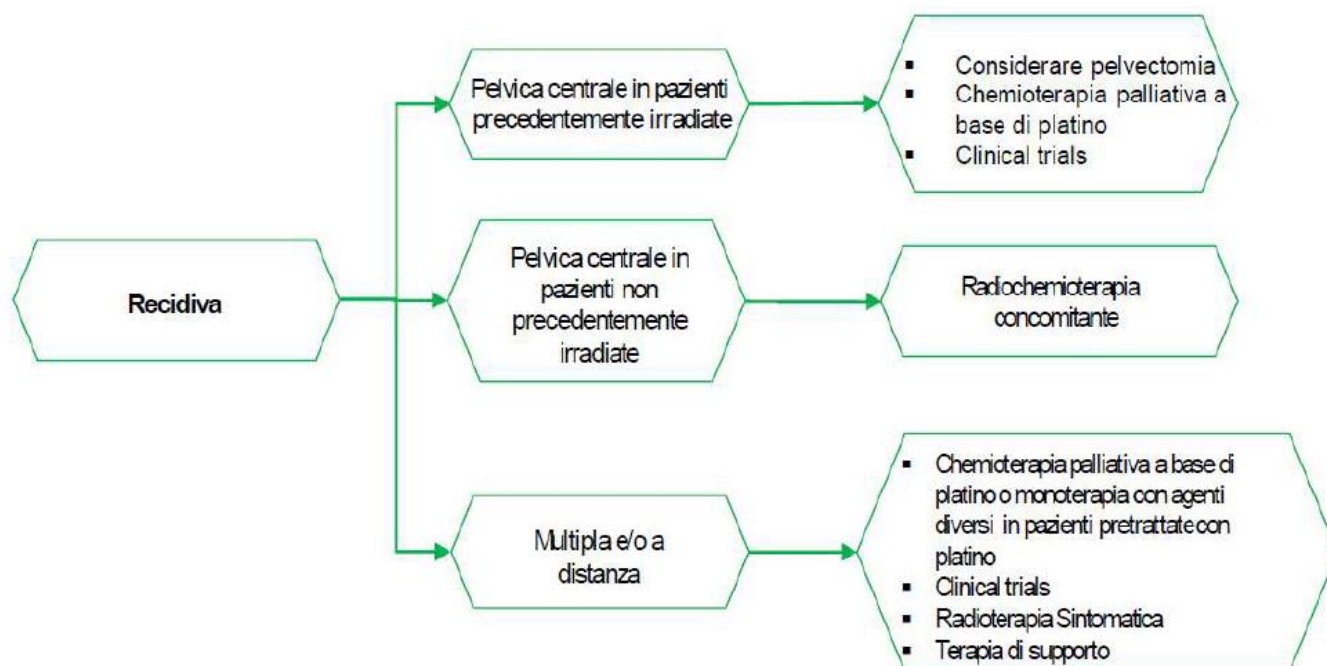 Recidiva
Pelvica centrale in pazienti
precedentemente irradiate
▪ Considerare pelvectomia
▪ Chemioterapia palliativa a
base di platino
▪ Clinical trials
Pelvica centrale in
pazienti non
precedentemente
irradiate
Radiochemioterapia
concomitante
Multipla e/o a
distanza
▪ Chemioterapia palliativa a base di
platino o monoterapia con agenti
diversi in pazienti pretrattate con
platino
▪ Clinical trials
▪ Radioterapia Sintomatica
▪ Terapia di supporto